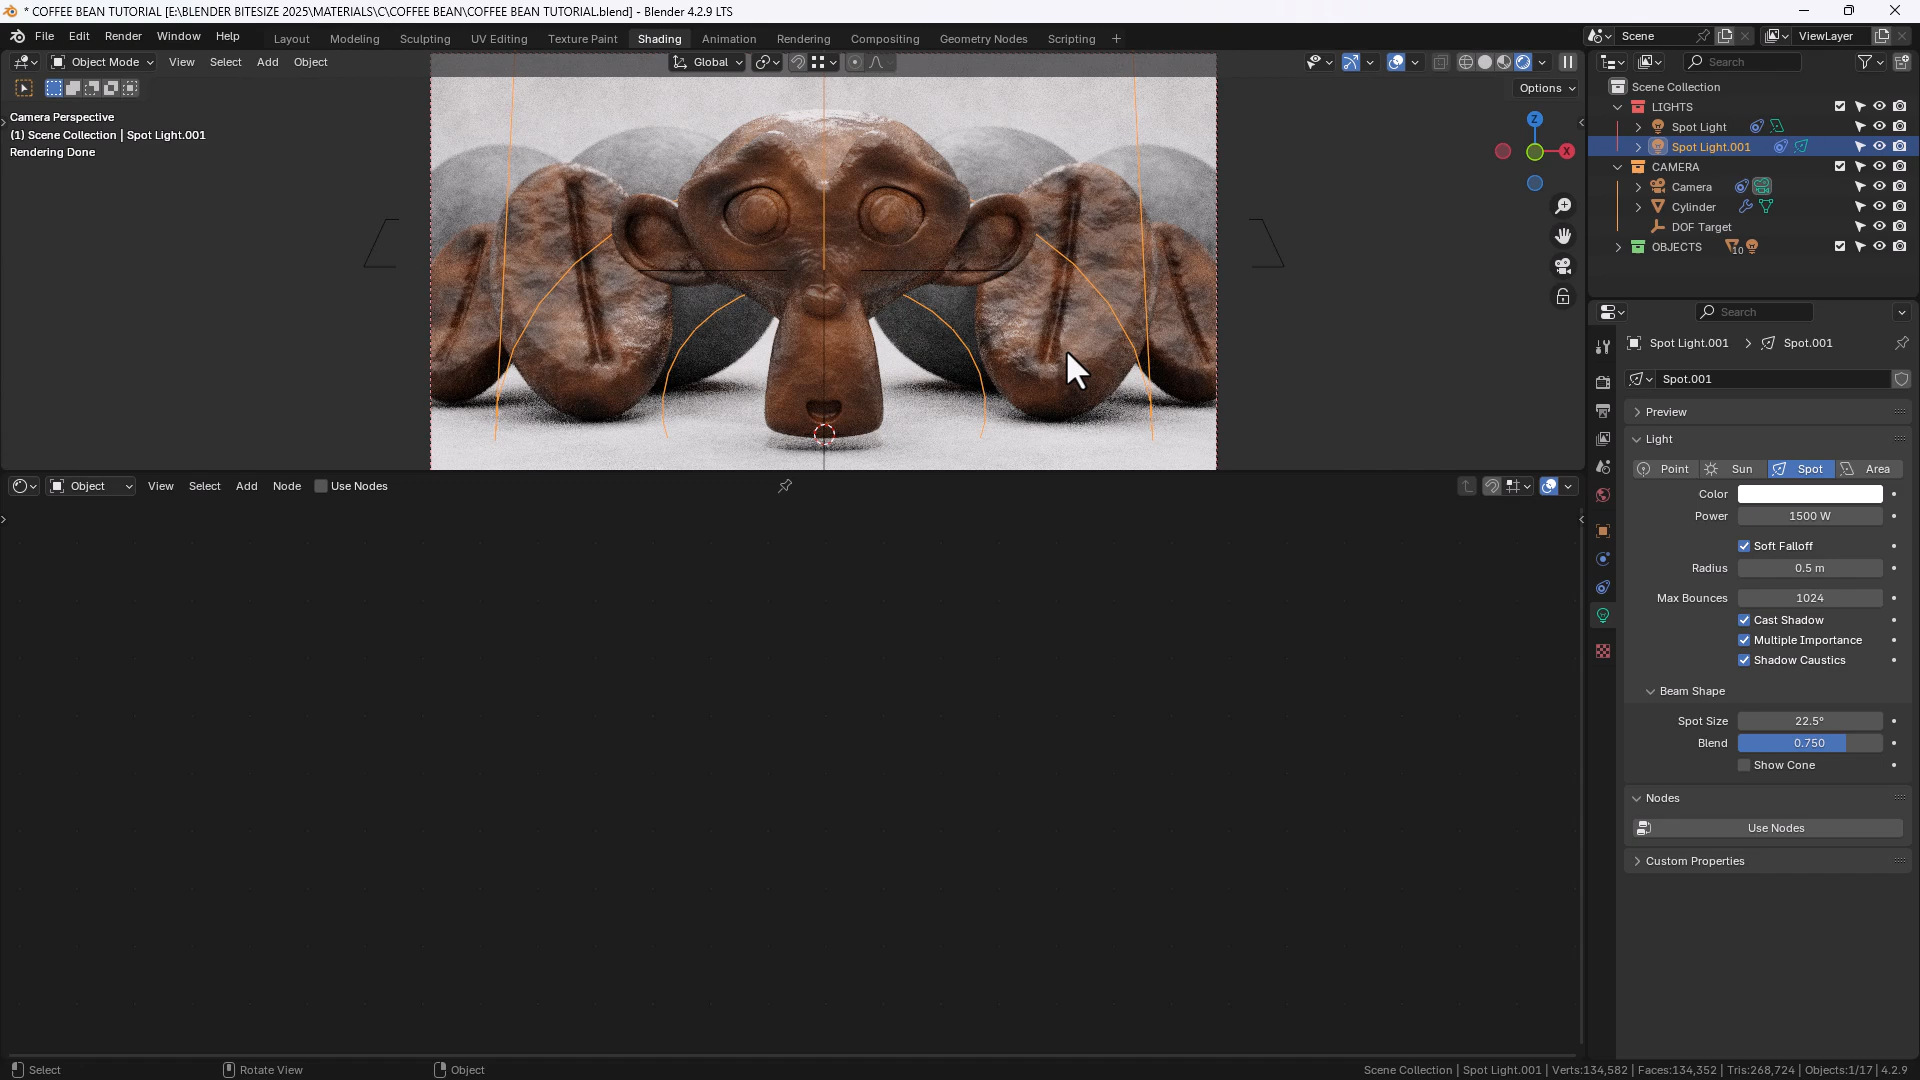 * COFFEE BEAN TUTORIAL [E:\BLENDER BITESIZE 2025\MATERIALS\C\COFFEE BEAN\COFFEE BEAN TUTORIAL.blend] - Blender 4.2.9 LTS
File Edit Render Window Help Layout Modeling Sculpting UV Editing Texture Paint Shading Animation Rendering Compositing Geometry Nodes Scripting + Scene ViewLayer
Object Mode View Select Add Object Global Search
Options
Camera Perspective
(1) Scene Collection | Spot Light.001
Rendering Done
Z
X
Scene Collection
LIGHTS
Spot Light
Spot Light.001
CAMERA
Camera
Cylinder
DOF Target
OBJECTS 10
Search
Spot Light.001 > Spot.001
Spot.001
Preview
Light
Point Sun Spot Area
Color
Power 1500 W
Soft Falloff
Radius 0.5 m
Max Bounces 1024
Cast Shadow
Multiple Importance
Shadow Caustics
Beam Shape
Spot Size 22.5°
Blend 0.750
Show Cone
Nodes
Use Nodes
Custom Properties
Object View Select Add Node Use Nodes
Select Rotate View Object Scene Collection | Spot Light.001 | Verts:134,582 | Faces:134,352 | Tris:268,724 | Objects:1/17 | 4.2.9